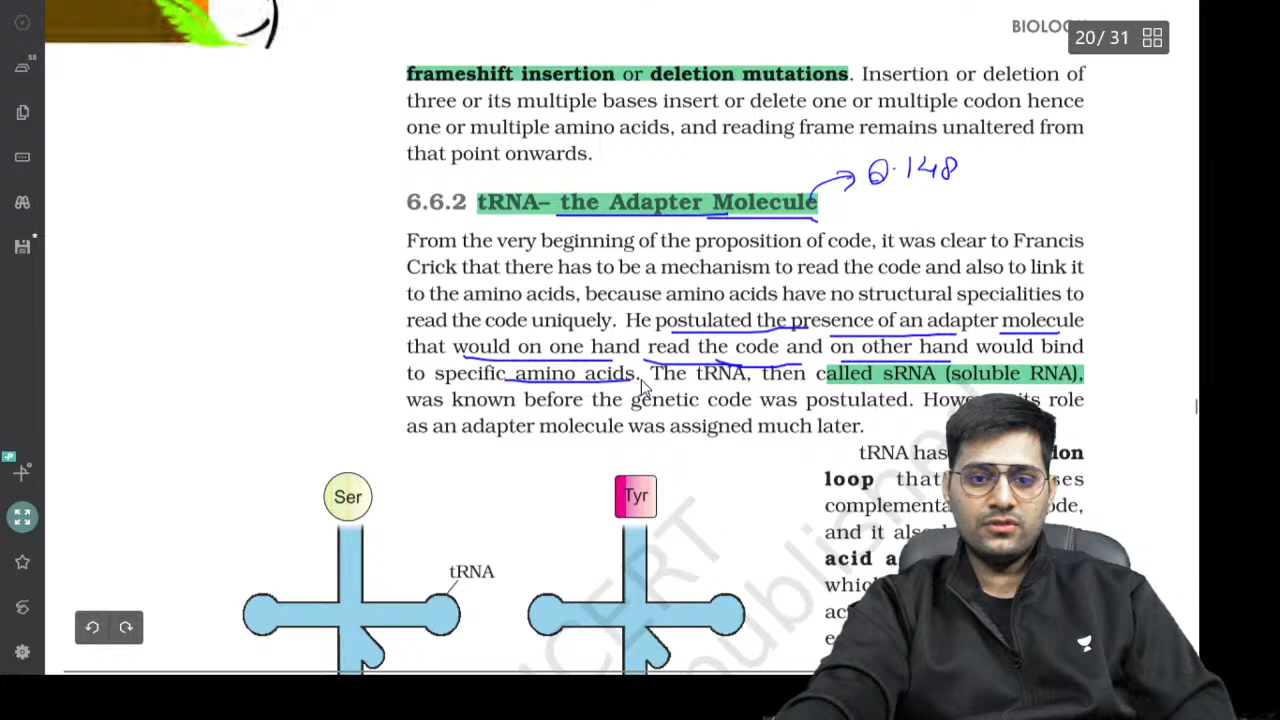 BIOLOGY
20/ 31
58
frameshift insertion or deletion mutations. Insertion or deletion of
three or its multiple bases insert or delete one or multiple codon hence
one or multiple amino acids, and reading frame remains unaltered from
that point onwards.
Q.148
6.6.2 tRNA– the Adapter Molecule
From the very beginning of the proposition of code, it was clear to Francis
Crick that there has to be a mechanism to read the code and also to link it
to the amino acids, because amino acids have no structural specialities to
read the code uniquely. He postulated the presence of an adapter molecule
that would on one hand read the code and on other hand would bind
to specific amino acids. The tRNA, then called sRNA (soluble RNA),
was known before the genetic code was postulated. its role
as an adapter molecule was assigned much later.
tRNA has
loop that
complementa
and it als
acid a
Ser
Tyr
tRNA
NCERT
published